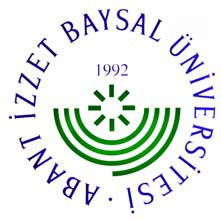 ABANT İZZET BAYSAL ÜNİVERSİTESİ ·
1992